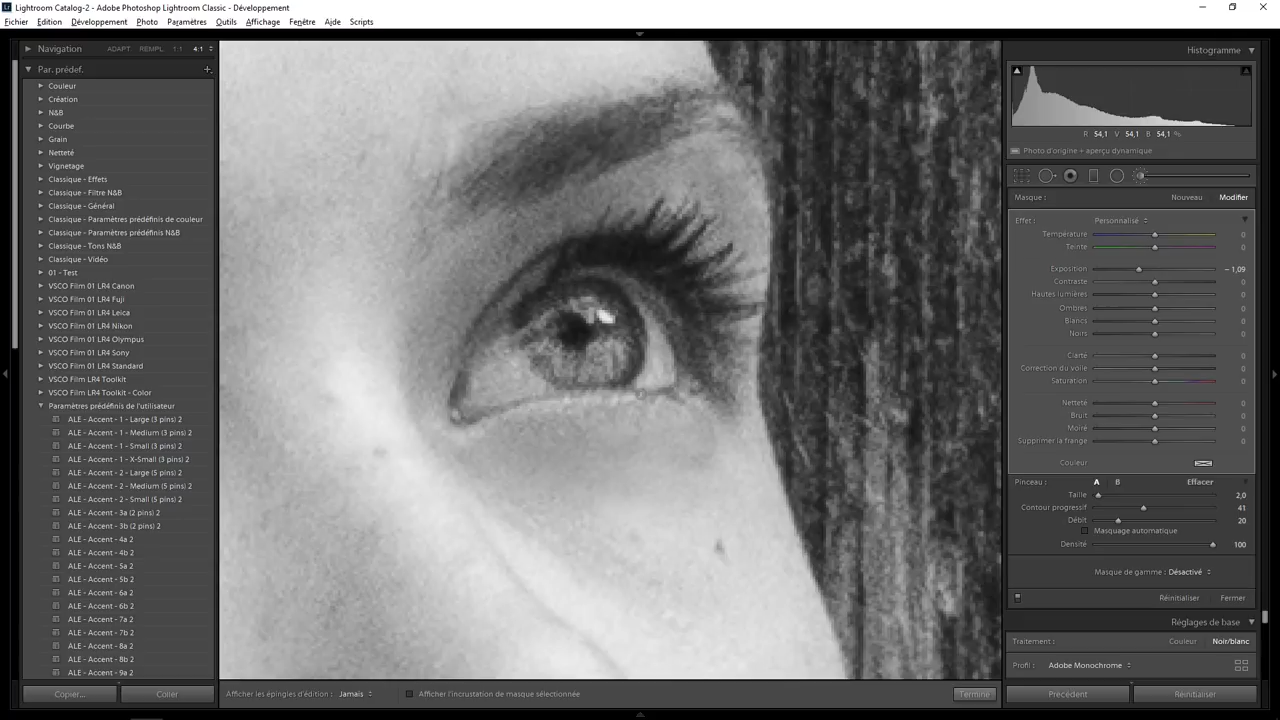 Lightroom Catalog-2 - Adobe Photoshop Lightroom Classic - Développement
Fichier Edition Développement Photo Paramètres Outils Affichage Fenêtre Aide Scripts
Navigation ADAPT. REMPL. 1:1 4:1
Par. prédef. +
Couleur
Création
N&B
Courbe
Grain
Netteté
Vignetage
Classique - Effets
Classique - Filtre N&B
Classique - Général
Classique - Paramètres prédéfinis de couleur
Classique - Paramètres prédéfinis N&B
Classique - Tons N&B
Classique - Vidéo
01 - Test
VSCO Film 01 LR4 Canon
VSCO Film 01 LR4 Fuji
VSCO Film 01 LR4 Leica
VSCO Film 01 LR4 Nikon
VSCO Film 01 LR4 Olympus
VSCO Film 01 LR4 Sony
VSCO Film 01 LR4 Standard
VSCO Film LR4 Toolkit
VSCO Film LR4 Toolkit - Color
Paramètres prédéfinis de l'utilisateur
ALE - Accent - 1 - Large (3 pins) 2
ALE - Accent - 1 - Medium (3 pins) 2
ALE - Accent - 1 - Small (3 pins) 2
ALE - Accent - 1 - X-Small (3 pins) 2
ALE - Accent - 2 - Large (5 pins) 2
ALE - Accent - 2 - Medium (5 pins) 2
ALE - Accent - 2 - Small (5 pins) 2
ALE - Accent - 3a (2 pins) 2
ALE - Accent - 3b (2 pins) 2
ALE - Accent - 4a 2
ALE - Accent - 4b 2
ALE - Accent - 5a 2
ALE - Accent - 5b 2
ALE - Accent - 6a 2
ALE - Accent - 6b 2
ALE - Accent - 7a 2
ALE - Accent - 7b 2
ALE - Accent - 8a 2
ALE - Accent - 8b 2
ALE - Accent - 9a 2
Copier... Coller
Afficher les épingles d'édition : Jamais Afficher l'incrustation de masque sélectionnée Terminé
Histogramme
R 54,1 V 54,1 B 54,1 %
Photo d'origine + aperçu dynamique
Masque : Nouveau Modifier
Effet : Personnalisé
Température 0
Teinte 0
Exposition – 1,09
Contraste 0
Hautes lumières 0
Ombres 0
Blancs 0
Noirs 0
Clarté 0
Correction du voile 0
Saturation 0
Netteté 0
Bruit 0
Moiré 0
Supprimer la frange 0
Couleur
Pinceau : A B Effacer
Taille 2,0
Contour progressif 41
Débit 20
Masquage automatique
Densité 100
Masque de gamme : Désactivé
Réinitialiser Fermer
Réglages de base
Traitement : Couleur Noir/blanc
Profil : Adobe Monochrome
Précédent Réinitialiser